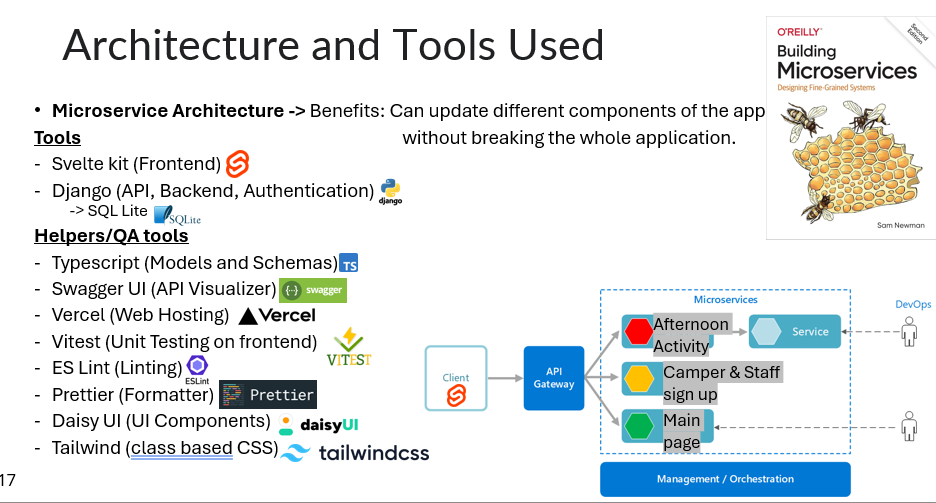 Architecture and Tools Used
• Microservice Architecture -> Benefits: Can update different components of the app
without breaking the whole application.
Tools
- Svelte kit (Frontend)
- Django (API, Backend, Authentication)
django
-> SQL Lite
SQLite
Helpers/QA tools
- Typescript (Models and Schemas)
TS
- Swagger UI (API Visualizer)
{··} swagger
- Vercel (Web Hosting)
Vercel
- Vitest (Unit Testing on frontend)
VITEST
- ES Lint (Linting)
ESLint
- Prettier (Formatter)
Prettier
- Daisy UI (UI Components)
daisyUI
- Tailwind (class based CSS)
tailwindcss
17
O'REILLY®
Second
Edition
Building
Microservices
Designing Fine-Grained Systems
Sam Newman
Microservices
DevOps
Client
API
Gateway
Afternoon
Activity
Service
Camper & Staff
sign up
Main
page
Management / Orchestration